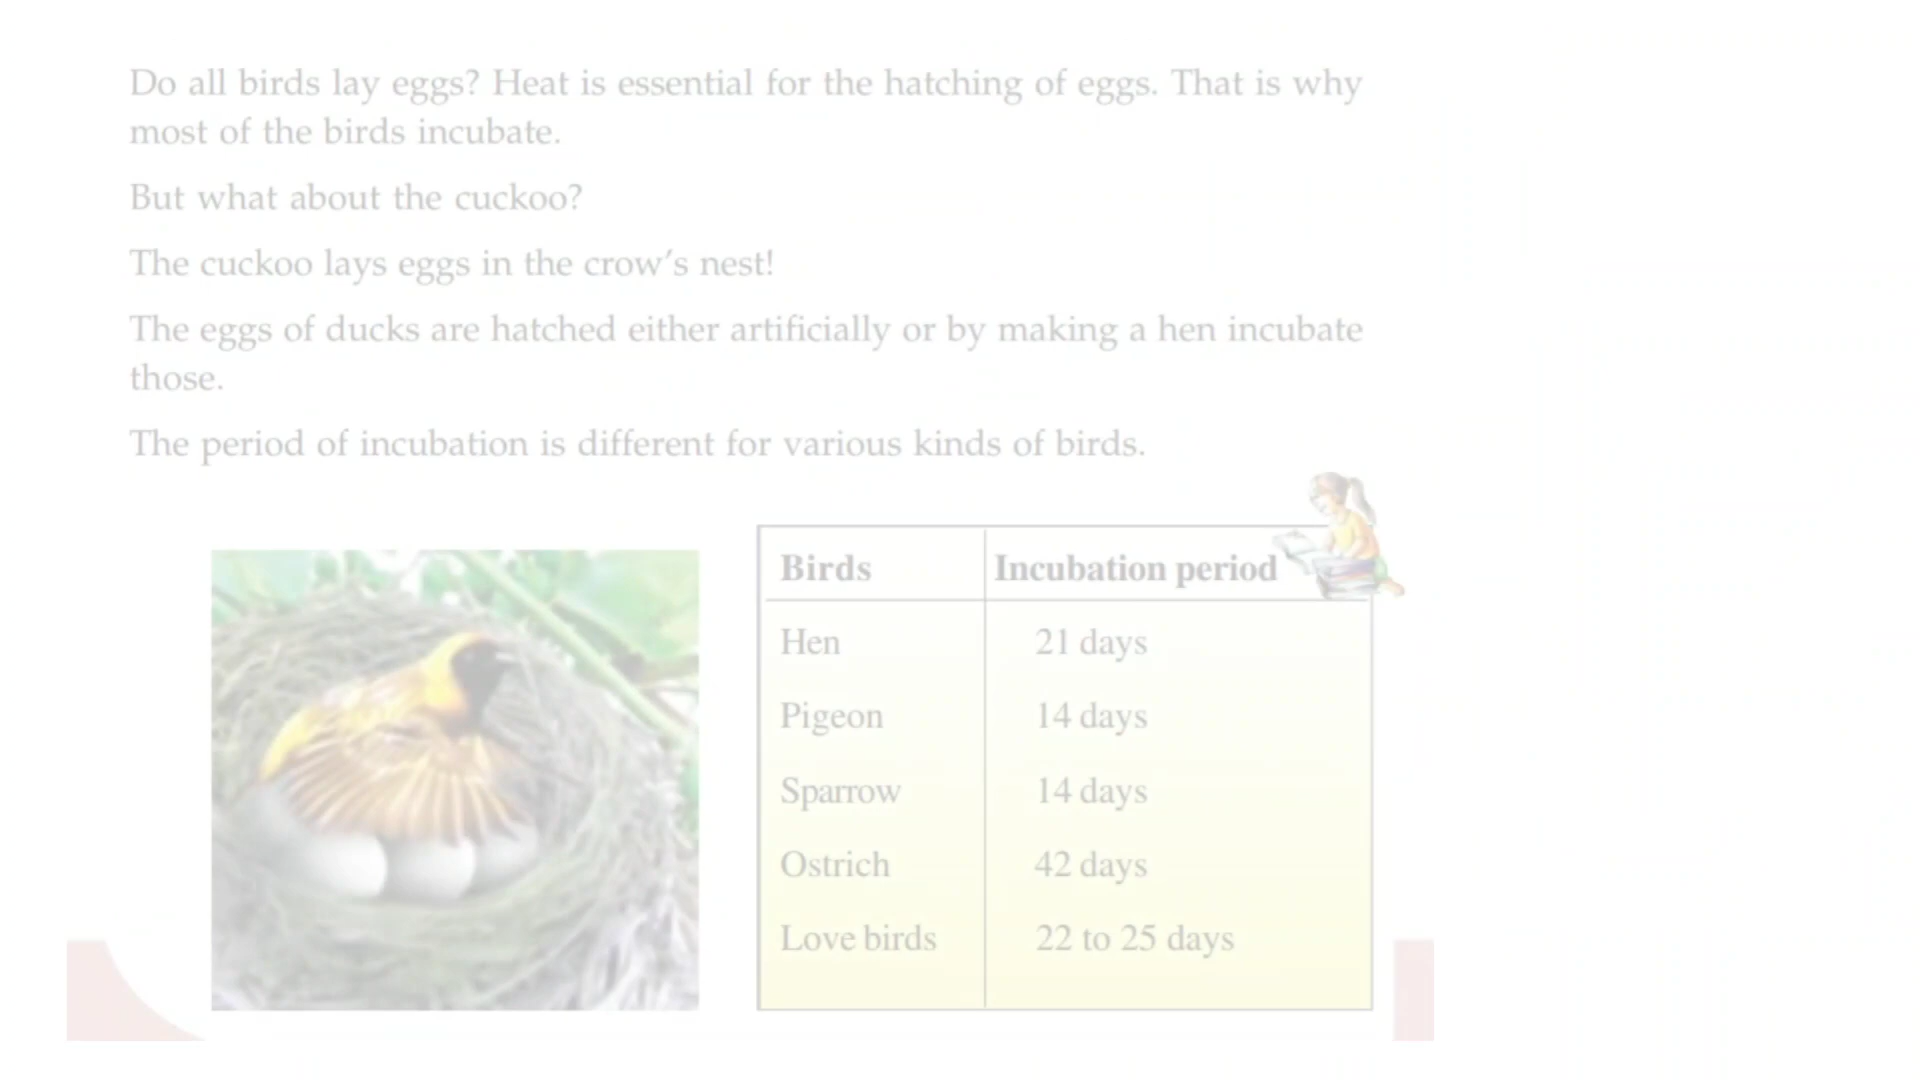 Do all birds lay eggs? Heat is essential for the hatching of eggs. That is why
most of the birds incubate.
But what about the cuckoo?
The cuckoo lays eggs in the crow’s nest!
The eggs of ducks are hatched either artificially or by making a hen incubate
those.
The period of incubation is different for various kinds of birds.
Birds Incubation period
Hen 21 days
Pigeon 14 days
Sparrow 14 days
Ostrich 42 days
Love birds 22 to 25 days